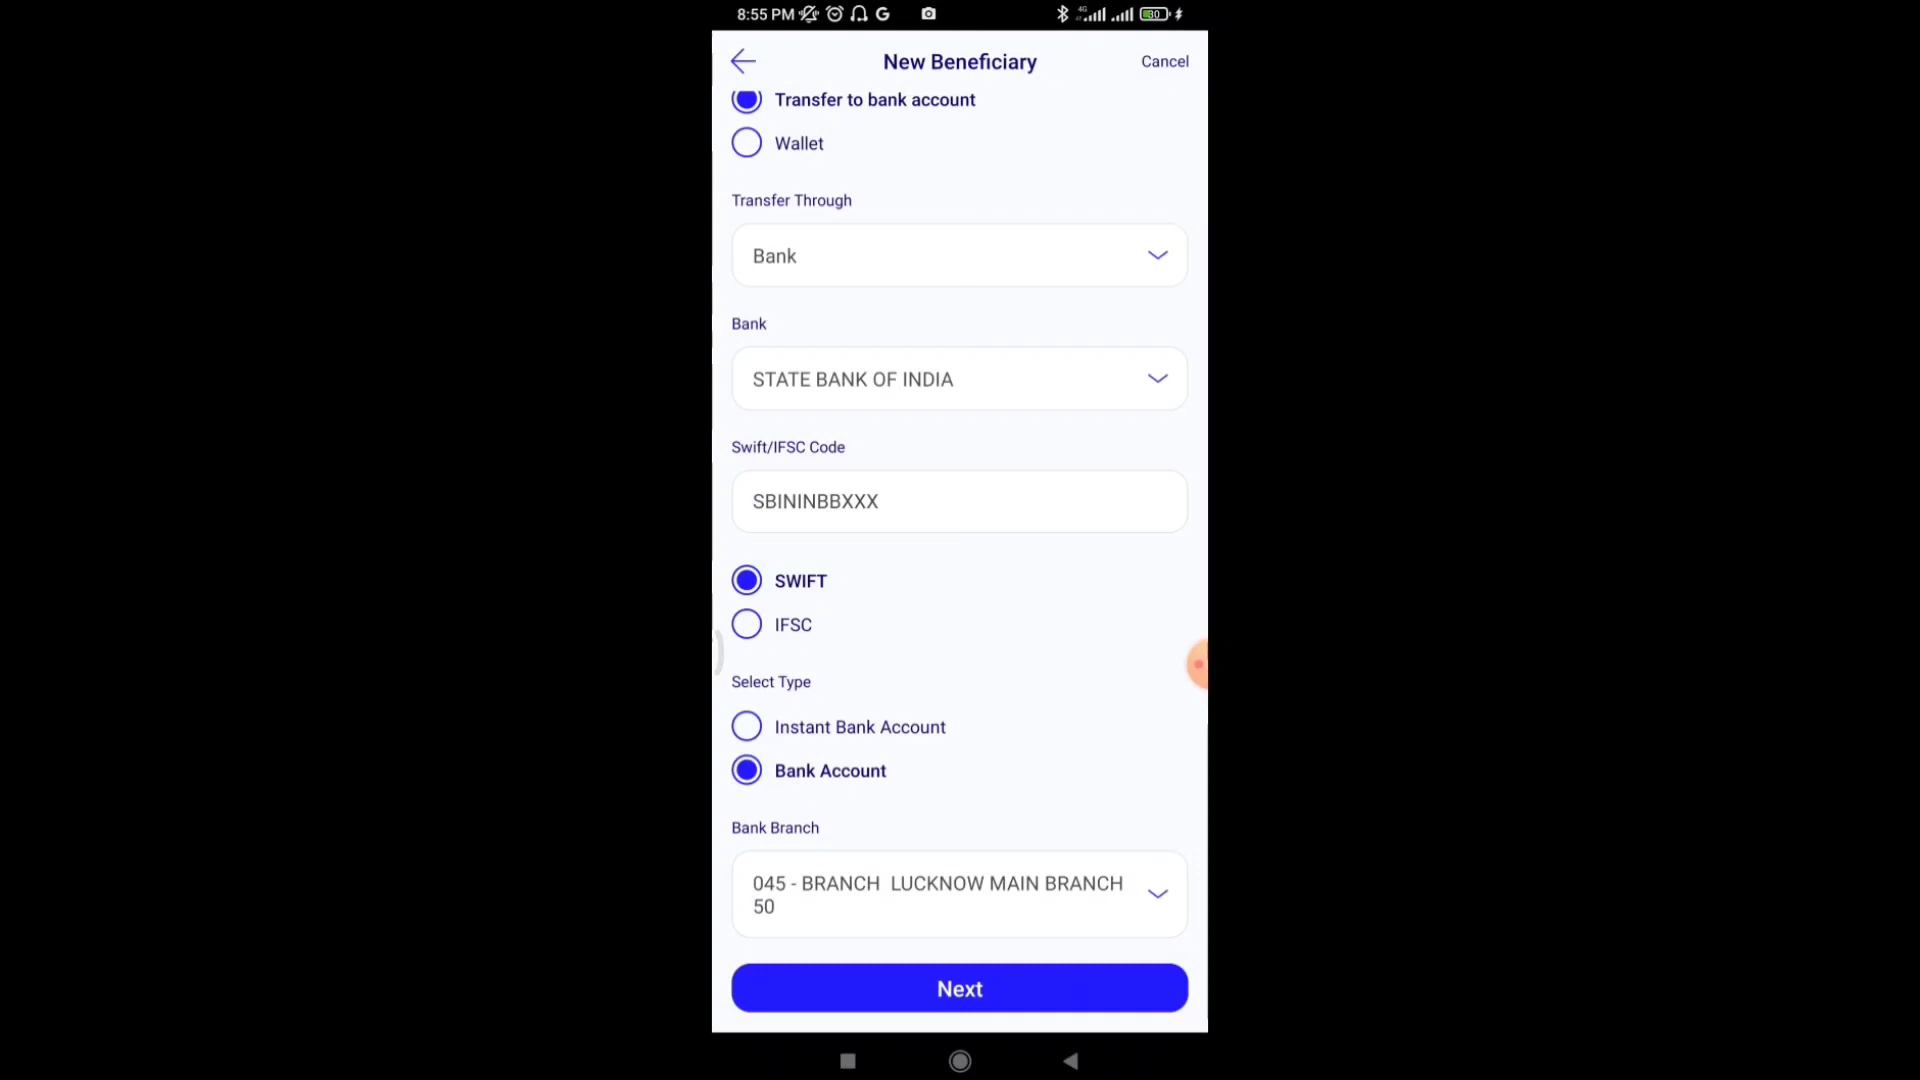 8:55 PM
4G
30
New Beneficiary
Cancel
Transfer to bank account
Wallet
Transfer Through
Bank
Bank
STATE BANK OF INDIA
Swift/IFSC Code
SBININBBXXX
SWIFT
IFSC
Select Type
Instant Bank Account
Bank Account
Bank Branch
045 - BRANCH  LUCKNOW MAIN BRANCH
50
Next